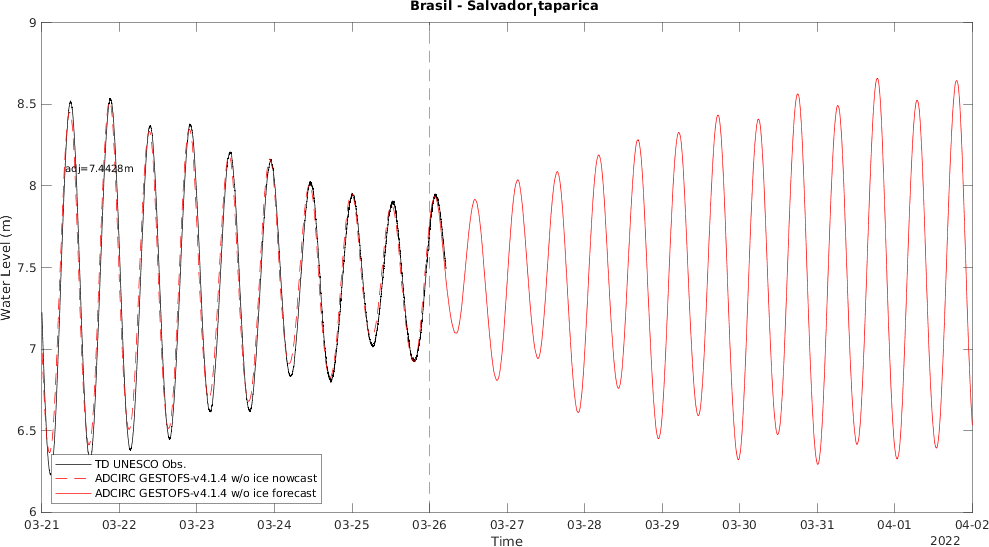 Brasil - Salvador_Itaparica
9
8.5
adj=7.4428m
8
Water Level (m)
7.5
7
6.5
TD UNESCO Obs.
ADCIRC GESTOFS-v4.1.4 w/o ice nowcast
ADCIRC GESTOFS-v4.1.4 w/o ice forecast
6
03-21 03-22 03-23 03-24 03-25 03-26 03-27 03-28 03-29 03-30 03-31 04-01 04-02
Time
2022